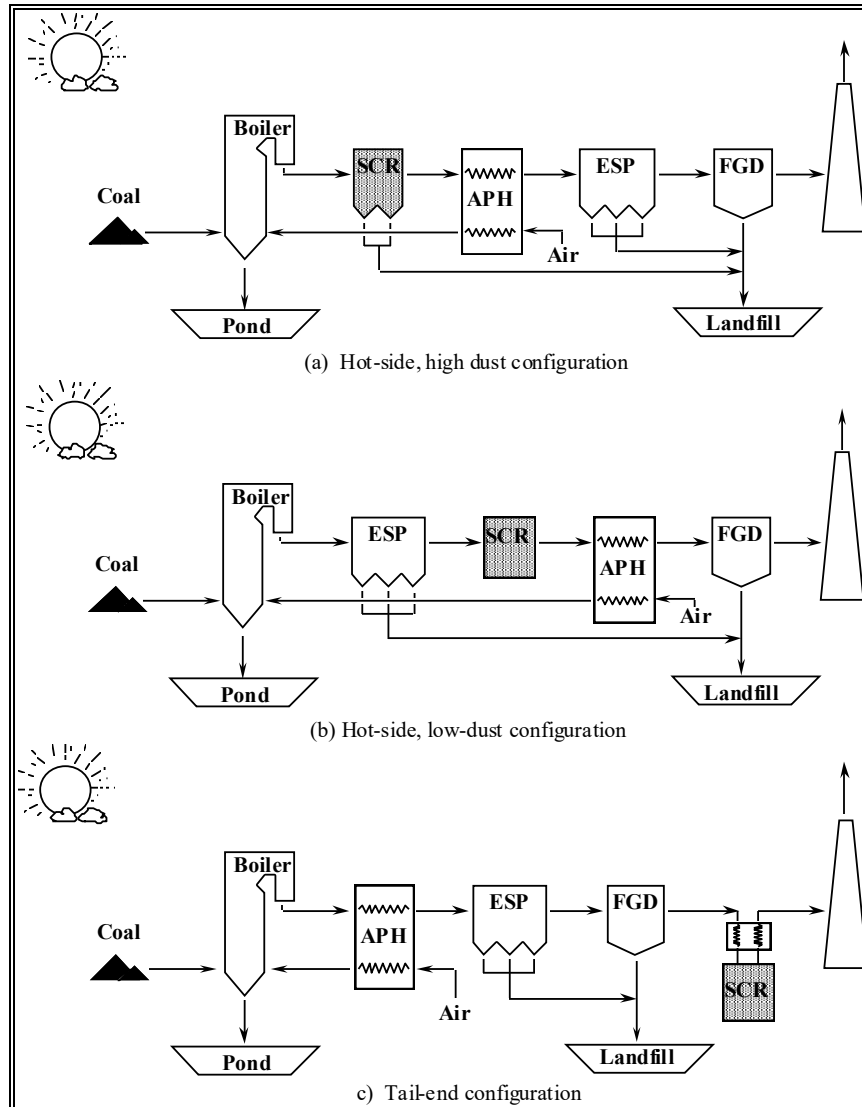 Boiler
SCR
ESP
FGD
Coal
APH
Air
Pond
Landfill
(a) Hot-side, high dust configuration
Boiler
ESP
SCR
FGD
Coal
APH
Air
Pond
Landfill
(b) Hot-side, low-dust configuration
Boiler
ESP
FGD
Coal
APH
SCR
Air
Pond
Landfill
c) Tail-end configuration